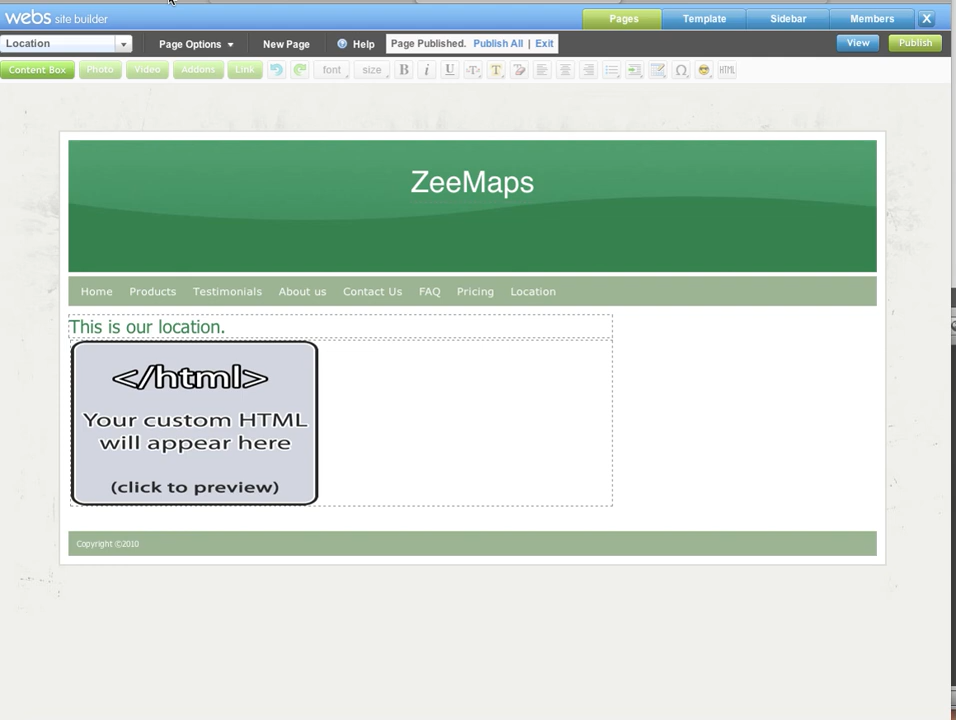 webs site builder
Pages Template Sidebar Members X
Location Page Options New Page ? Help Page Published. Publish All | Exit View Publish
Content Box Photo Video Addons Link font size B i U T T HTML
ZeeMaps
Home Products Testimonials About us Contact Us FAQ Pricing Location
This is our location.
</html>
Your custom HTML
will appear here
(click to preview)
Copyright ©2010